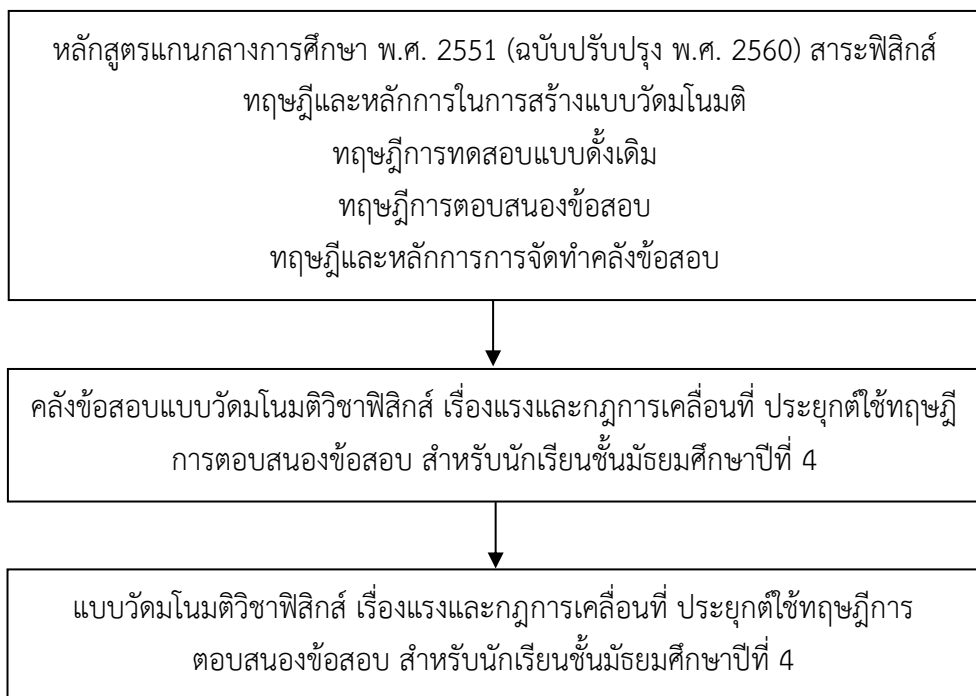 หลักสูตรแกนกลางการศึกษา พ.ศ. 2551 (ฉบับปรับปรุง พ.ศ. 2560) สาระฟิสิกส์
ทฤษฎีและหลักการในการสร้างแบบวัดมโนมติ
ทฤษฎีการทดสอบแบบดั้งเดิม
ทฤษฎีการตอบสนองข้อสอบ
ทฤษฎีและหลักการการจัดทำคลังข้อสอบ
คลังข้อสอบแบบวัดมโนมติวิชาฟิสิกส์ เรื่องแรงและกฎการเคลื่อนที่ ประยุกต์ใช้ทฤษฎี
การตอบสนองข้อสอบ สำหรับนักเรียนชั้นมัธยมศึกษาปีที่ 4
แบบวัดมโนมติวิชาฟิสิกส์ เรื่องแรงและกฎการเคลื่อนที่ ประยุกต์ใช้ทฤษฎีการ
ตอบสนองข้อสอบ สำหรับนักเรียนชั้นมัธยมศึกษาปีที่ 4